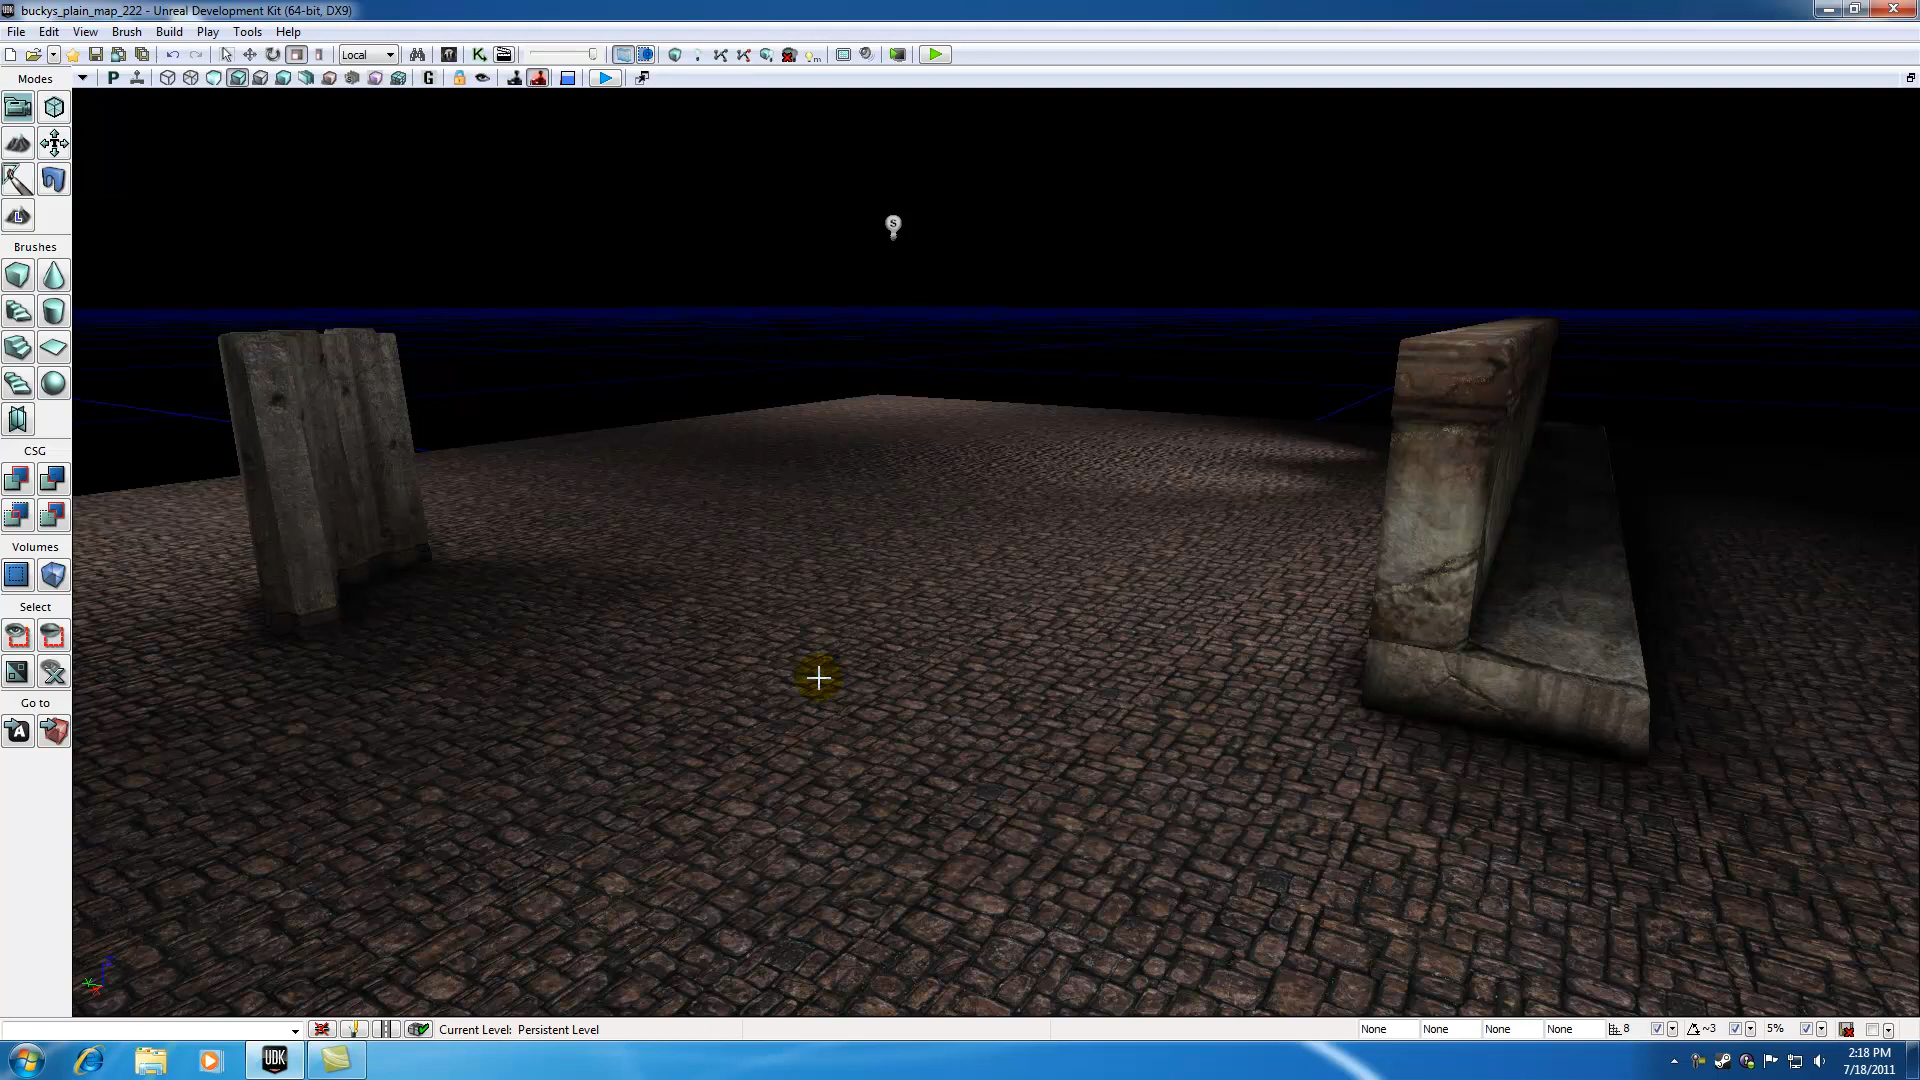 buckys_plain_map_222 - Unreal Development Kit (64-bit, DX9)
File Edit View Brush Build Play Tools Help
Local
Modes
P
G
Brushes
CSG
Volumes
Select
Go to
A
L
S
Current Level: Persistent Level
None
None
None
None
8
~3
5%
UDK
2:18 PM
7/18/2011